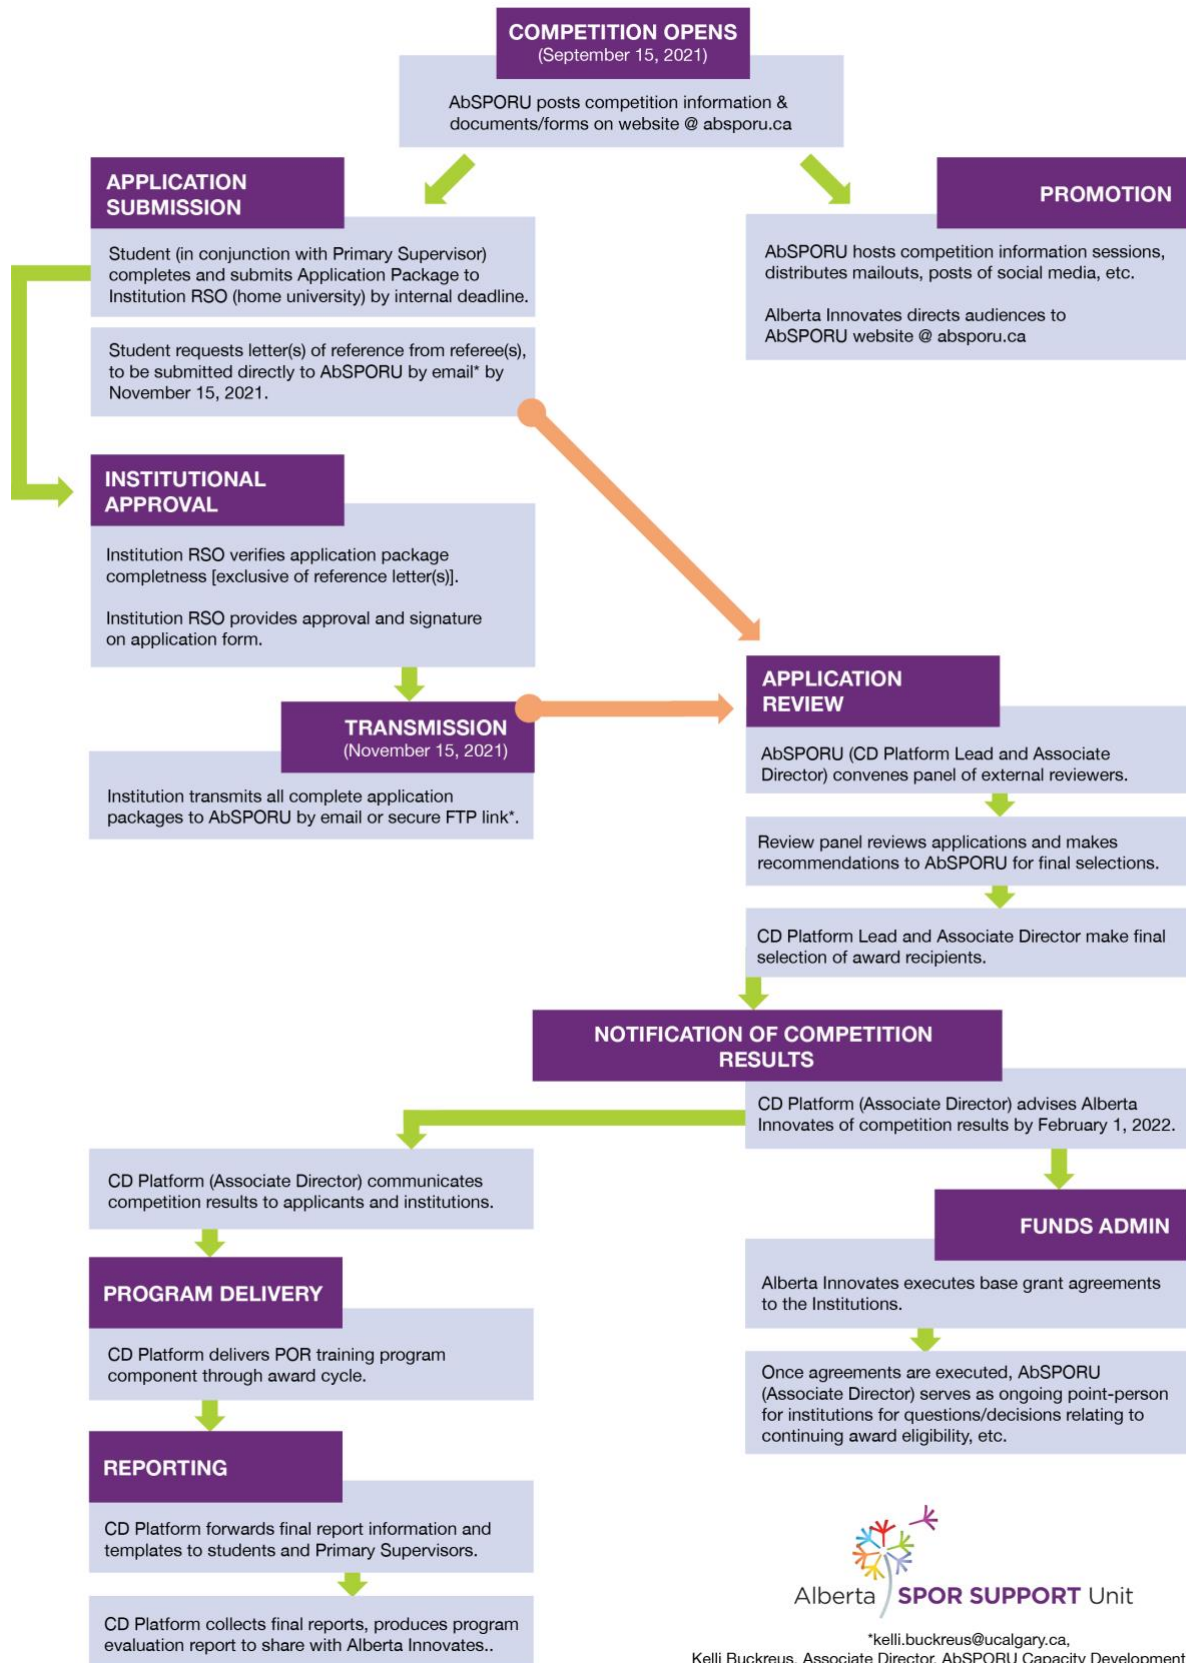 COMPETITION OPENS
(September 15, 2021)
AbSPORU posts competition information &
documents/forms on website @ absporu.ca
APPLICATION
SUBMISSION
Student (in conjunction with Primary Supervisor)
completes and submits Application Package to
Institution RSO (home university) by internal deadline.
Student requests letter(s) of reference from referee(s),
to be submitted directly to AbSPORU by email* by
November 15, 2021.
PROMOTION
AbSPORU hosts competition information sessions,
distributes mailouts, posts of social media, etc.
Alberta Innovates directs audiences to
AbSPORU website @ absporu.ca
INSTITUTIONAL
APPROVAL
Institution RSO verifies application package
completness [exclusive of reference letter(s)].
Institution RSO provides approval and signature
on application form.
TRANSMISSION
(November 15, 2021)
Institution transmits all complete application
packages to AbSPORU by email or secure FTP link*.
APPLICATION
REVIEW
AbSPORU (CD Platform Lead and Associate
Director) convenes panel of external reviewers.
Review panel reviews applications and makes
recommendations to AbSPORU for final selections.
CD Platform Lead and Associate Director make final
selection of award recipients.
NOTIFICATION OF COMPETITION
RESULTS
CD Platform (Associate Director) advises Alberta
Innovates of competition results by February 1, 2022.
CD Platform (Associate Director) communicates
competition results to applicants and institutions.
PROGRAM DELIVERY
CD Platform delivers POR training program
component through award cycle.
REPORTING
CD Platform forwards final report information and
templates to students and Primary Supervisors.
CD Platform collects final reports, produces program
evaluation report to share with Alberta Innovates..
FUNDS ADMIN
Alberta Innovates executes base grant agreements
to the Institutions.
Once agreements are executed, AbSPORU
(Associate Director) serves as ongoing point-person
for institutions for questions/decisions relating to
continuing award eligibility, etc.
Alberta SPOR SUPPORT Unit
*kelli.buckreus@ucalgary.ca,
Kelli Buckreus, Associate Director, AbSPORU Capacity Development